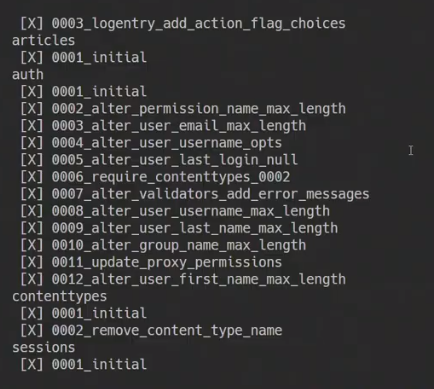 [X] 0003_logentry_add_action_flag_choices
articles
[X] 0001_initial
auth
[X] 0001_initial
[X] 0002_alter_permission_name_max_length
[X] 0003_alter_user_email_max_length
[X] 0004_alter_user_username_opts
[X] 0005_alter_user_last_login_null
[X] 0006_require_contenttypes_0002
[X] 0007_alter_validators_add_error_messages
[X] 0008_alter_user_username_max_length
[X] 0009_alter_user_last_name_max_length
[X] 0010_alter_group_name_max_length
[X] 0011_update_proxy_permissions
[X] 0012_alter_user_first_name_max_length
contenttypes
[X] 0001_initial
[X] 0002_remove_content_type_name
sessions
[X] 0001_initial